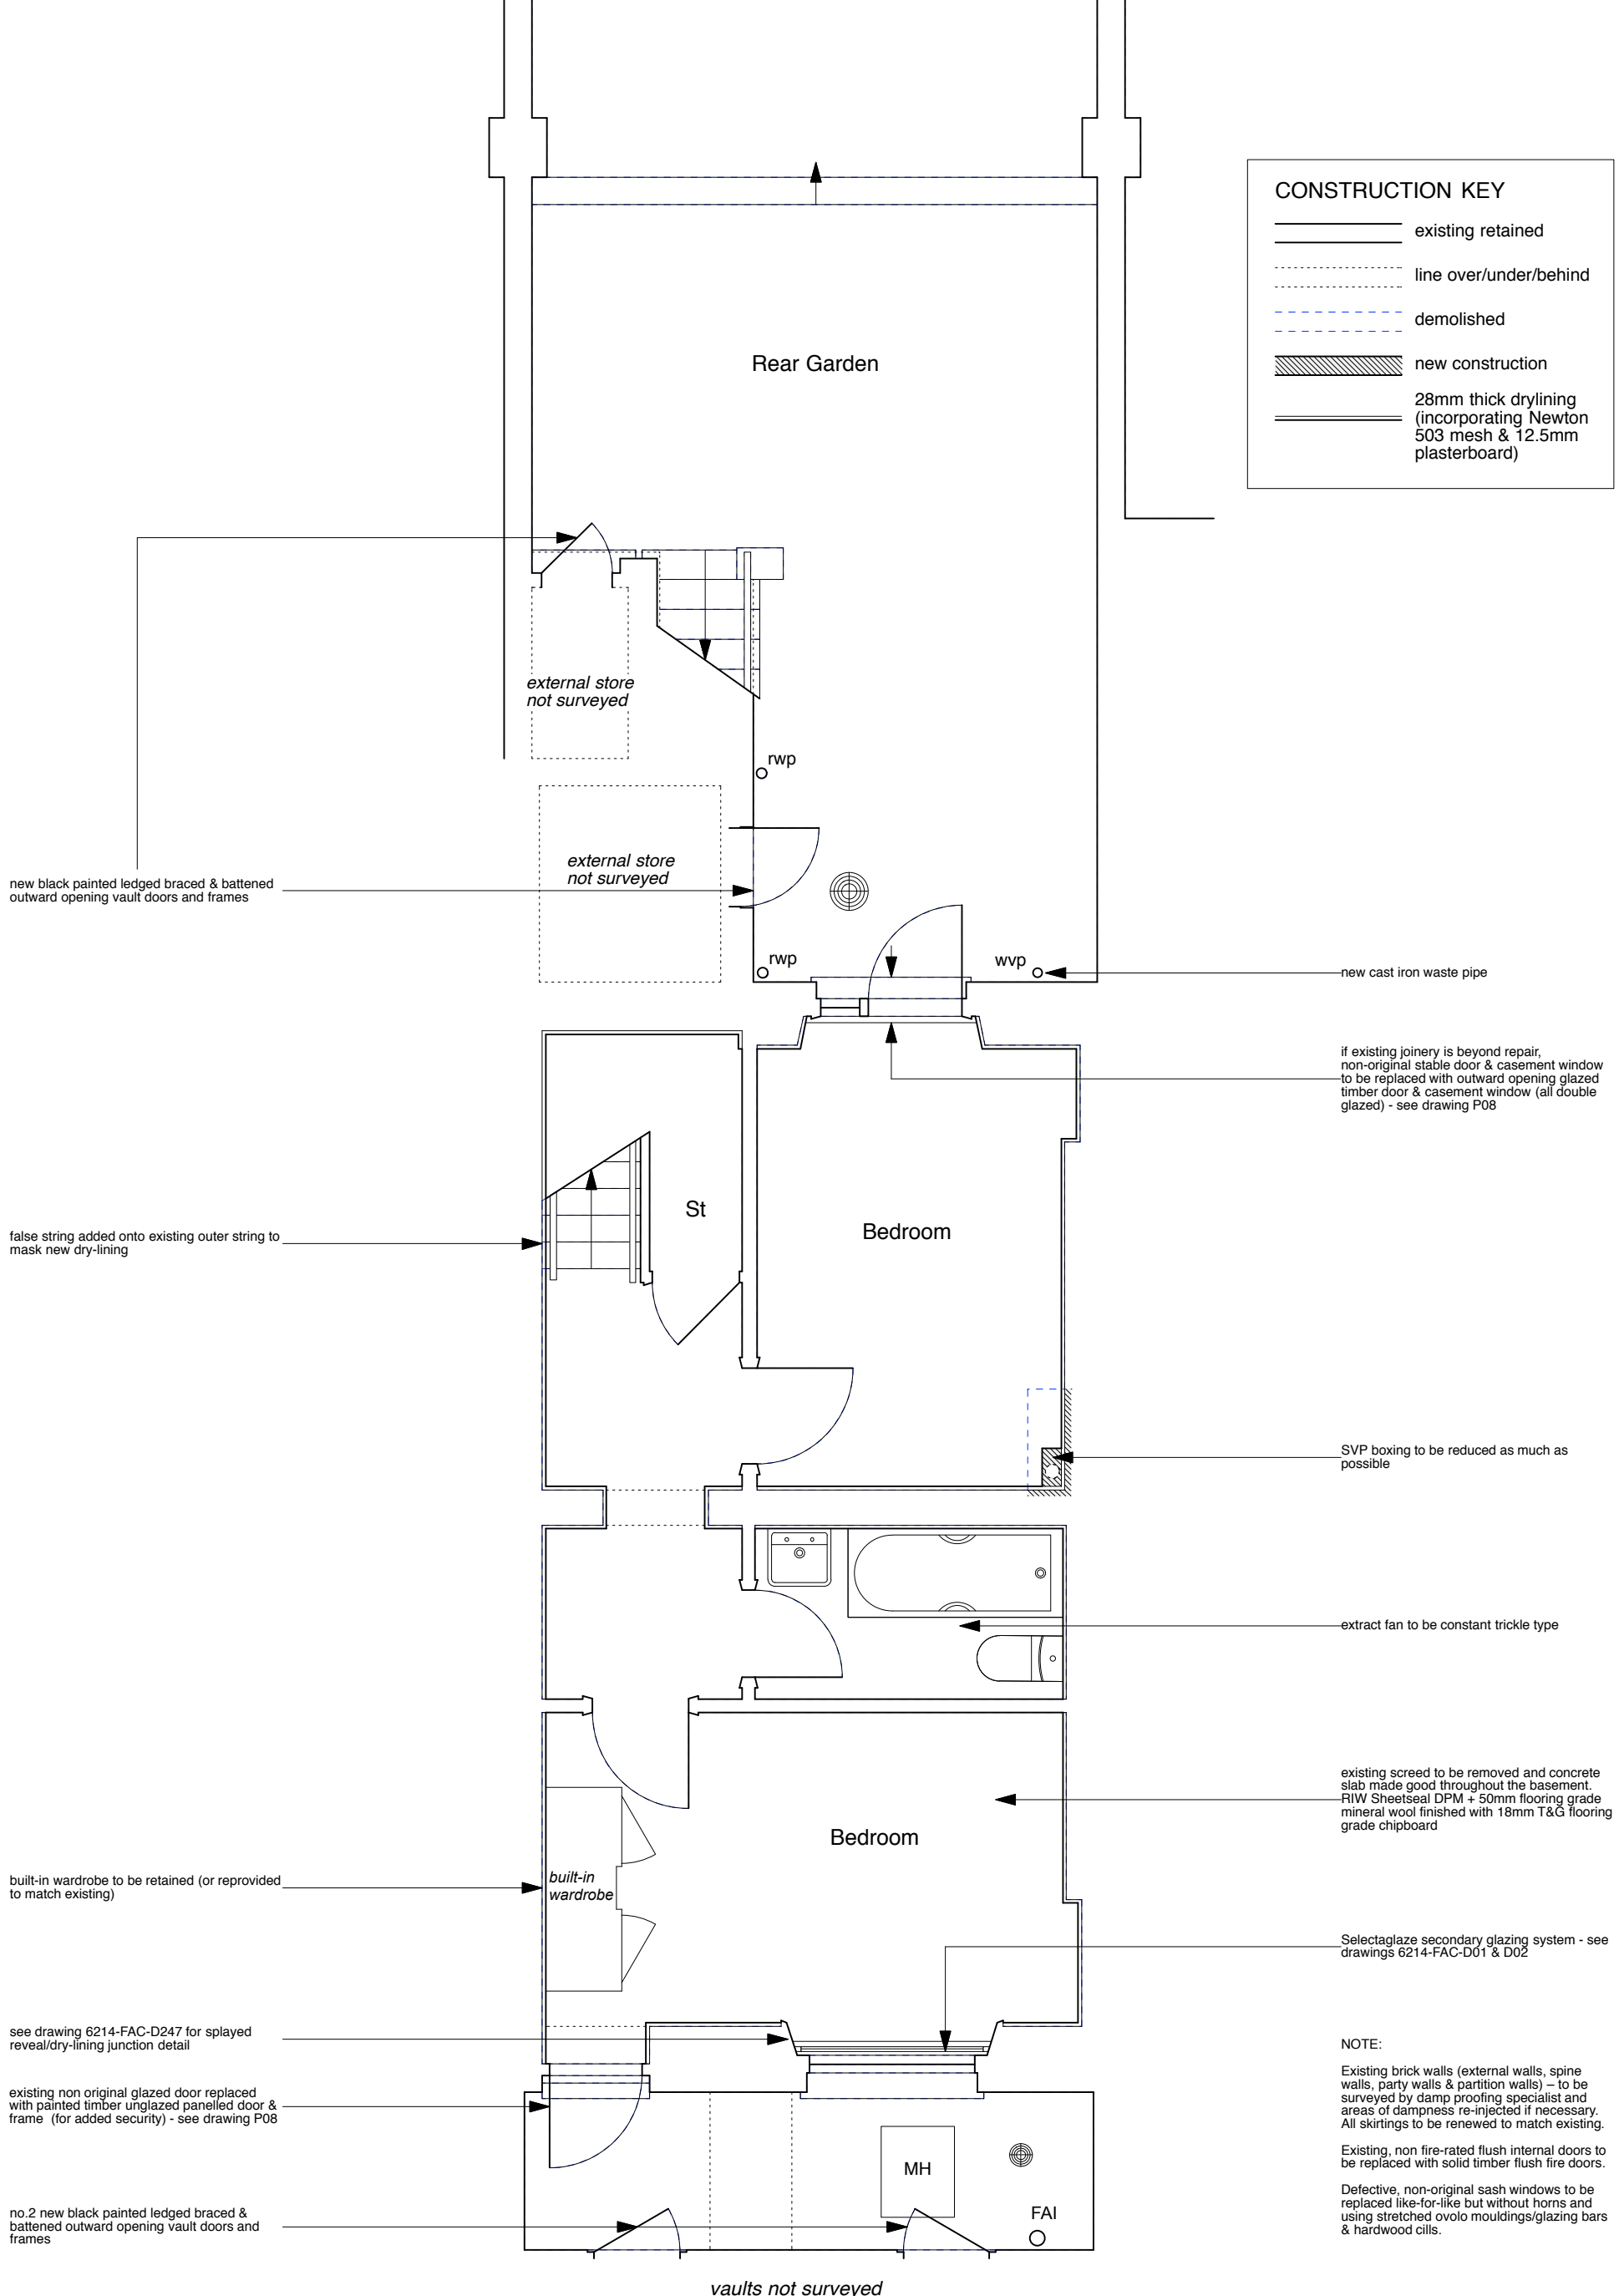 CONSTRUCTION KEY
existing retained
line over/under/behind
demolished
new construction
28mm thick drylining
(incorporating Newton
503 mesh & 12.5mm
plasterboard)
Rear Garden
external store
not surveyed
rwp
external store
not surveyed
new black painted ledged braced & battened
outward opening vault doors and frames
rwp
wvp
new cast iron waste pipe
if existing joinery is beyond repair,
non-original stable door & casement window
to be replaced with outward opening glazed
timber door & casement window (all double
glazed) - see drawing P08
St
Bedroom
false string added onto existing outer string to
mask new dry-lining
SVP boxing to be reduced as much as
possible
extract fan to be constant trickle type
existing screed to be removed and concrete
slab made good throughout the basement.
RIW Sheetseal DPM + 50mm flooring grade
mineral wool finished with 18mm T&G flooring
grade chipboard
Bedroom
built-in
wardrobe
built-in wardrobe to be retained (or reprovided
to match existing)
Selectaglaze secondary glazing system - see
drawings 6214-FAC-D01 & D02
see drawing 6214-FAC-D247 for splayed
reveal/dry-lining junction detail
existing non original glazed door replaced
with painted timber unglazed panelled door &
frame (for added security) - see drawing P08
MH
FAI
no.2 new black painted ledged braced &
battened outward opening vault doors and
frames
vaults not surveyed
NOTE:
Existing brick walls (external walls, spine
walls, party walls & partition walls) – to be
surveyed by damp proofing specialist and
areas of dampness re-injected if necessary.
All skirtings to be renewed to match existing.
Existing, non fire-rated flush internal doors to
be replaced with solid timber flush fire doors.
Defective, non-original sash windows to be
replaced like-for-like but without horns and
using stretched ovolo mouldings/glazing bars
& hardwood cills.